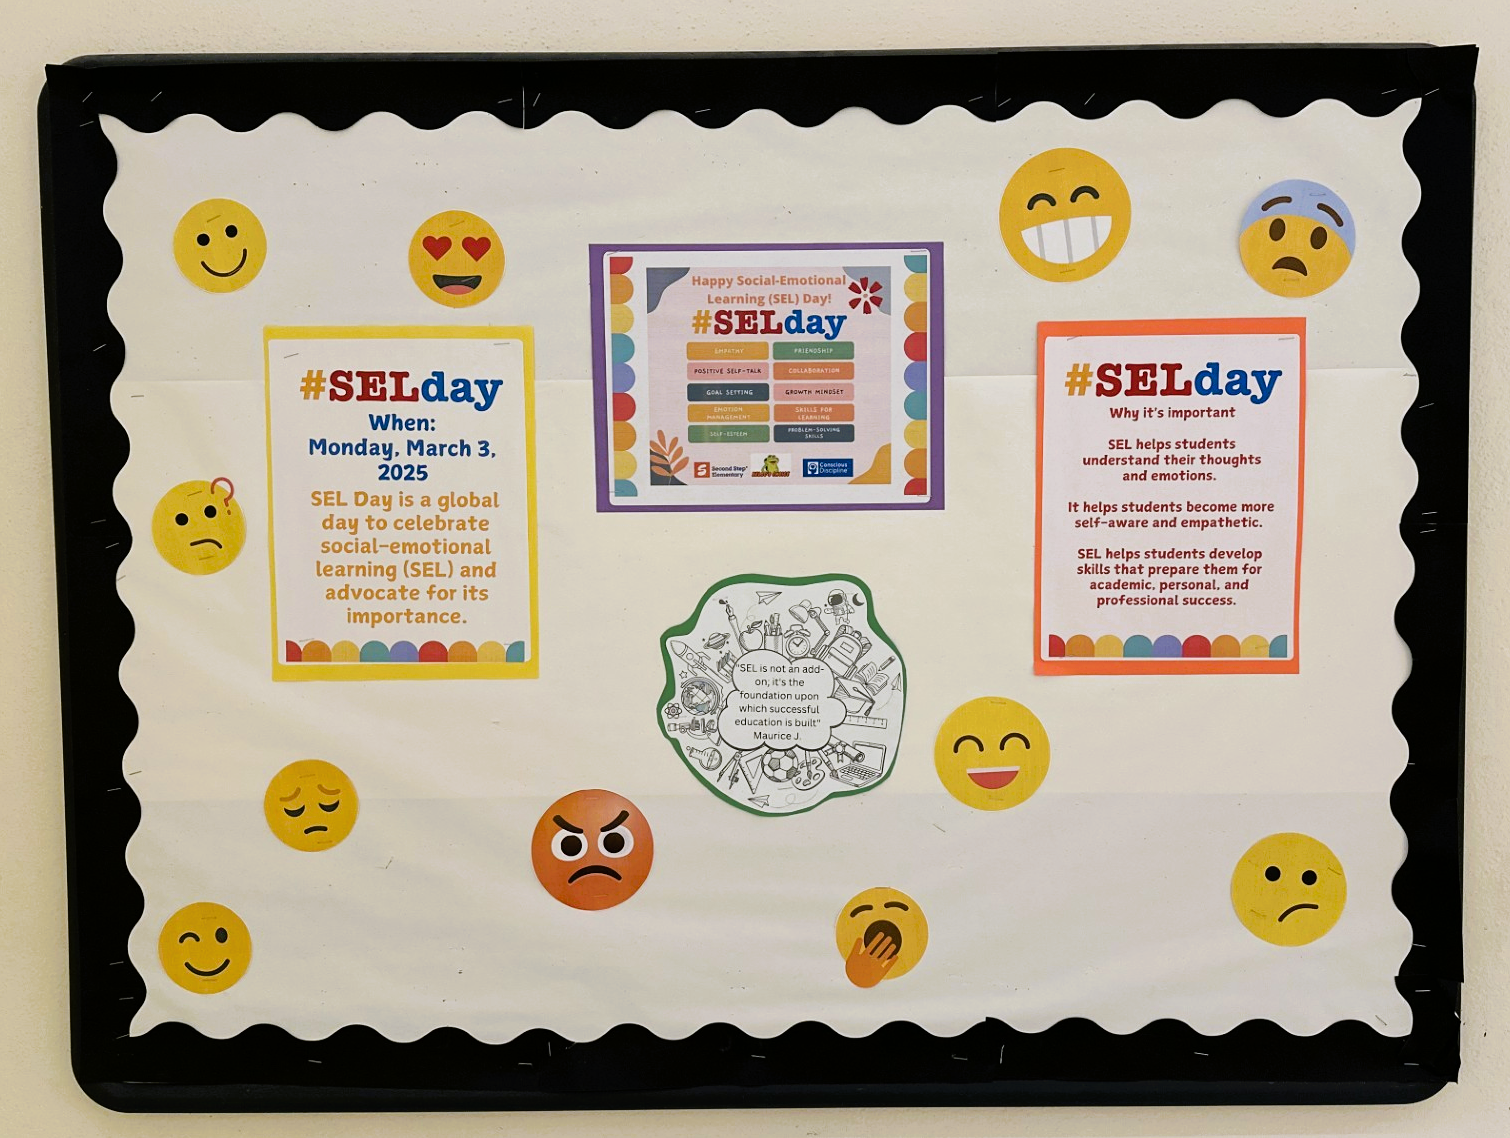 #SELday
When:
Monday, March 3,
2025
SEL Day is a global
day to celebrate
social-emotional
learning (SEL) and
advocate for its
importance.
Happy Social-Emotional
Learning (SEL) Day!
#SELday
EMPATHY
FRIENDSHIP
POSITIVE SELF-TALK
COLLABORATION
GOAL SETTING
GROWTH MINDSET
EMOTION
MANAGEMENT
SKILLS FOR
LEARNING
SELF-ESTEEM
PROBLEM-SOLVING
SKILLS
Second Step
Elementary
Conscious
Discipline
"SEL is not an add-
on; it's the
foundation upon
which successful
education is built"
Maurice J.
#SELday
Why it's important
SEL helps students
understand their thoughts
and emotions.
It helps students become more
self-aware and empathetic.
SEL helps students develop
skills that prepare them for
academic, personal, and
professional success.